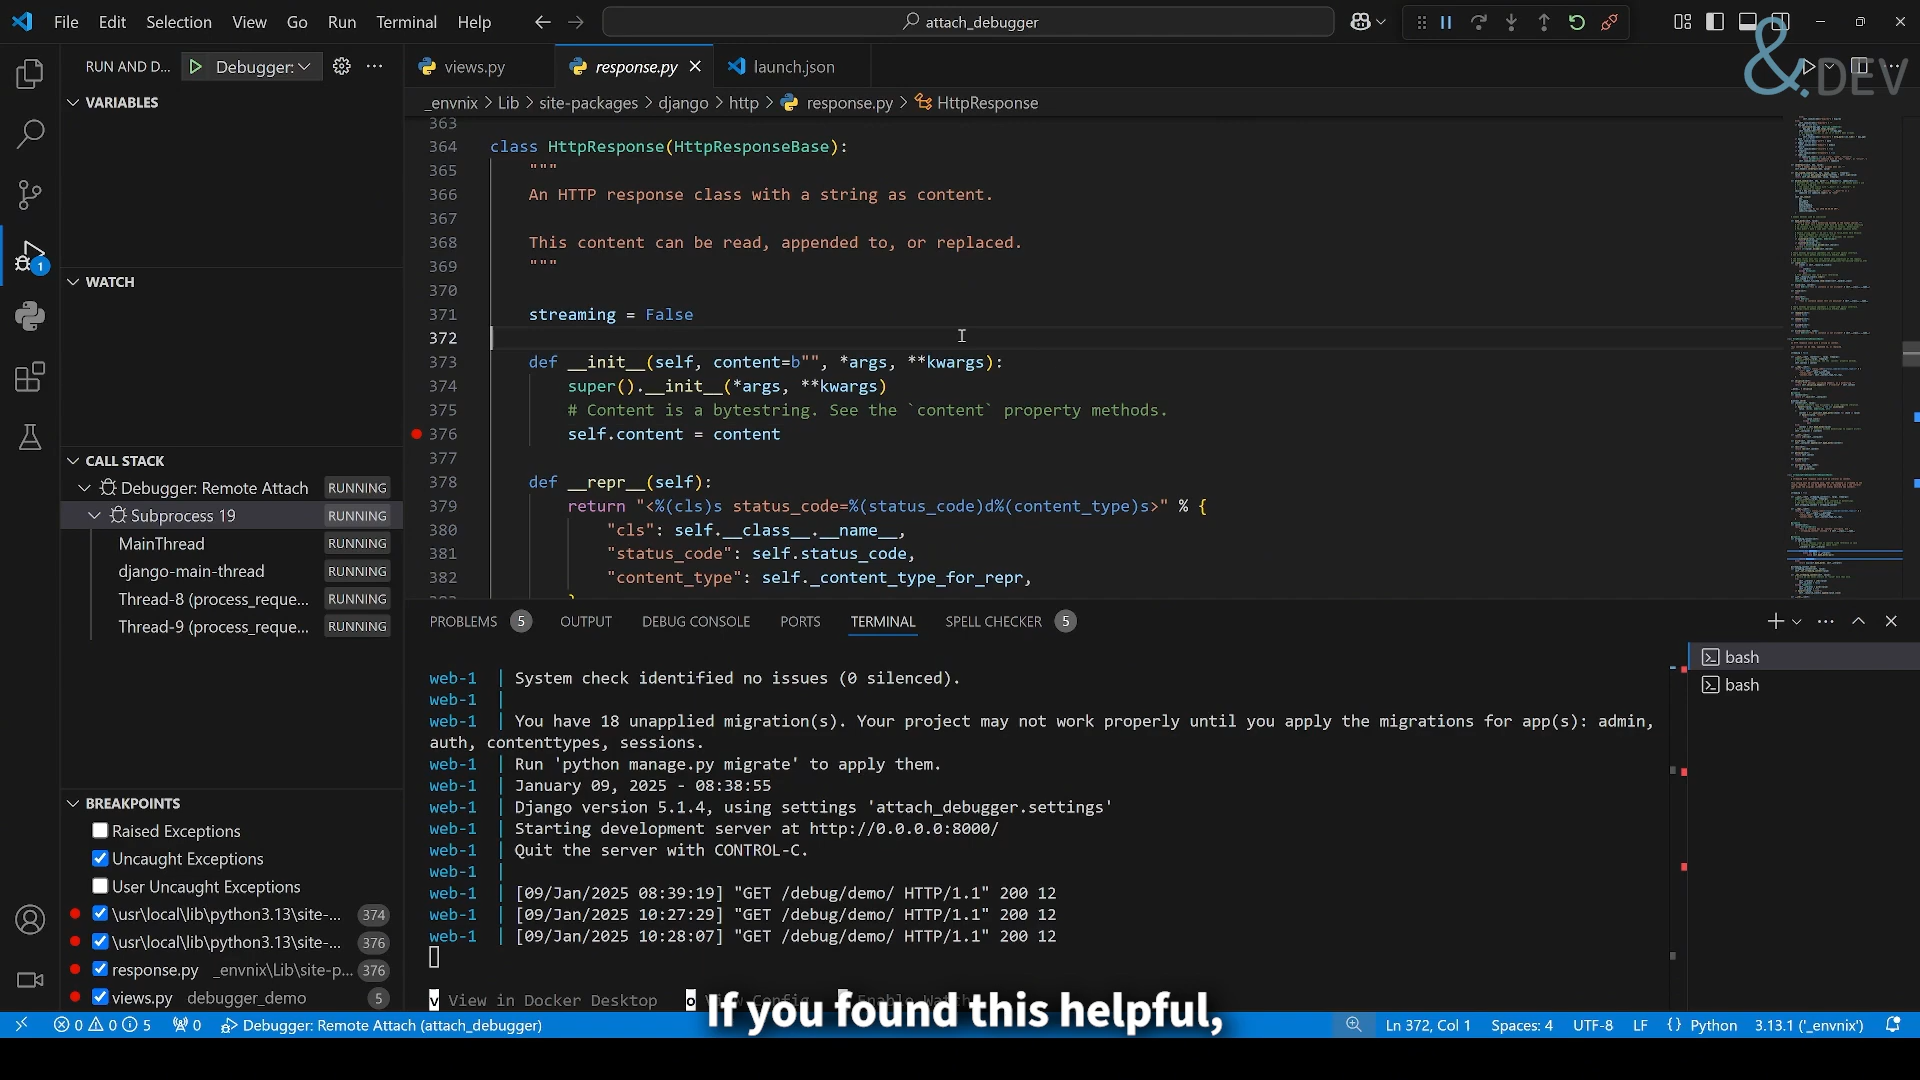 File Edit Selection View Go Run Terminal Help
attach_debugger
&.DEV
RUN AND D...
Debugger:
views.py
response.py
launch.json
_envnix > Lib > site-packages > django > http > response.py > HttpResponse
VARIABLES
WATCH
CALL STACK
Debugger: Remote Attach RUNNING
Subprocess 19 RUNNING
MainThread RUNNING
django-main-thread RUNNING
Thread-8 (process_reque... RUNNING
Thread-9 (process_reque... RUNNING
BREAKPOINTS
Raised Exceptions
Uncaught Exceptions
User Uncaught Exceptions
\usr\local\lib\python3.13\site-... 374
\usr\local\lib\python3.13\site-... 376
response.py _envnix\Lib\site-p... 376
views.py debugger_demo 5
1
363
364 class HttpResponse(HttpResponseBase):
365 """
366 An HTTP response class with a string as content.
367
368 This content can be read, appended to, or replaced.
369 """
370
371 streaming = False
372
373 def __init__(self, content=b"", *args, **kwargs):
374 super().__init__(*args, **kwargs)
375 # Content is a bytestring. See the `content` property methods.
376 self.content = content
377
378 def __repr__(self):
379 return "<%(cls)s status_code=%(status_code)d%(content_type)s>" % {
380 "cls": self.__class__.__name__,
381 "status_code": self.status_code,
382 "content_type": self._content_type_for_repr,
PROBLEMS 5 OUTPUT DEBUG CONSOLE PORTS TERMINAL SPELL CHECKER 5
web-1 | System check identified no issues (0 silenced).
web-1 |
web-1 | You have 18 unapplied migration(s). Your project may not work properly until you apply the migrations for app(s): admin,
auth, contenttypes, sessions.
web-1 | Run 'python manage.py migrate' to apply them.
web-1 | January 09, 2025 - 08:38:55
web-1 | Django version 5.1.4, using settings 'attach_debugger.settings'
web-1 | Starting development server at http://0.0.0.0:8000/
web-1 | Quit the server with CONTROL-C.
web-1 |
web-1 | [09/Jan/2025 08:39:19] "GET /debug/demo/ HTTP/1.1" 200 12
web-1 | [09/Jan/2025 10:27:29] "GET /debug/demo/ HTTP/1.1" 200 12
web-1 | [09/Jan/2025 10:28:07] "GET /debug/demo/ HTTP/1.1" 200 12
v View in Docker Desktop o
bash
bash
If you found this helpful,
0 0 5 0 Debugger: Remote Attach (attach_debugger)
Ln 372, Col 1 Spaces: 4 UTF-8 LF {} Python 3.13.1 ('_envnix')